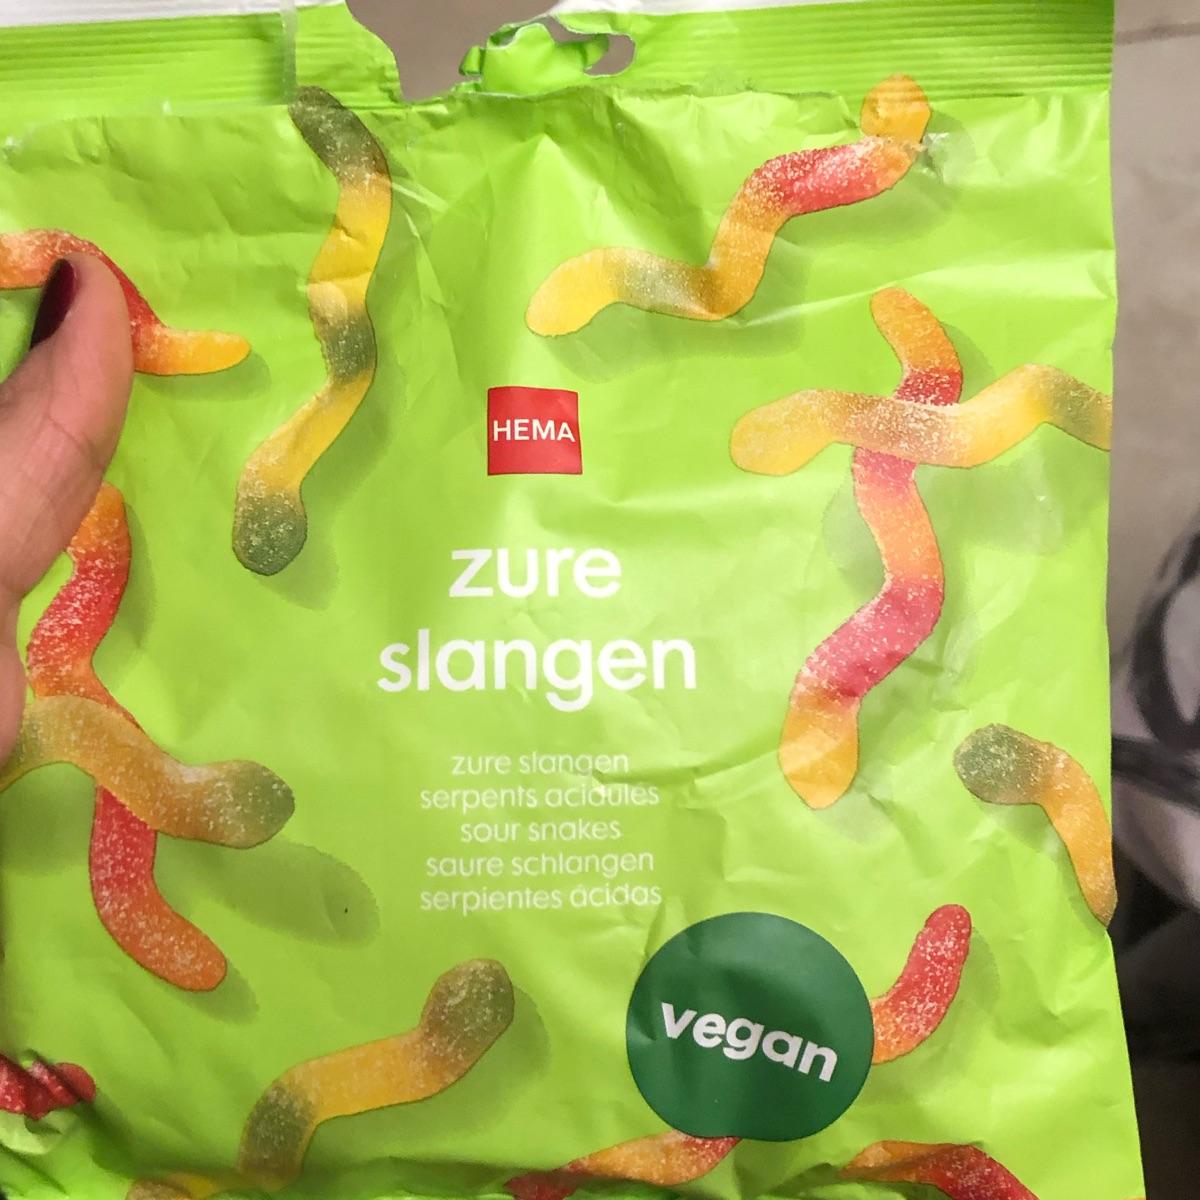 HEMA
zure
slangen
zure slangen
serpents acidulés
sour snakes
saure schlangen
serpientes ácidas
vegan